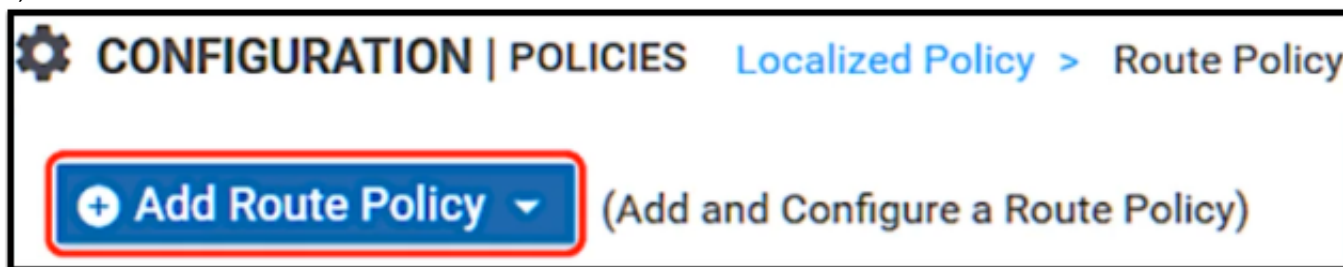 CONFIGURATION | POLICIES Localized Policy > Route Policy
Add Route Policy
(Add and Configure a Route Policy)